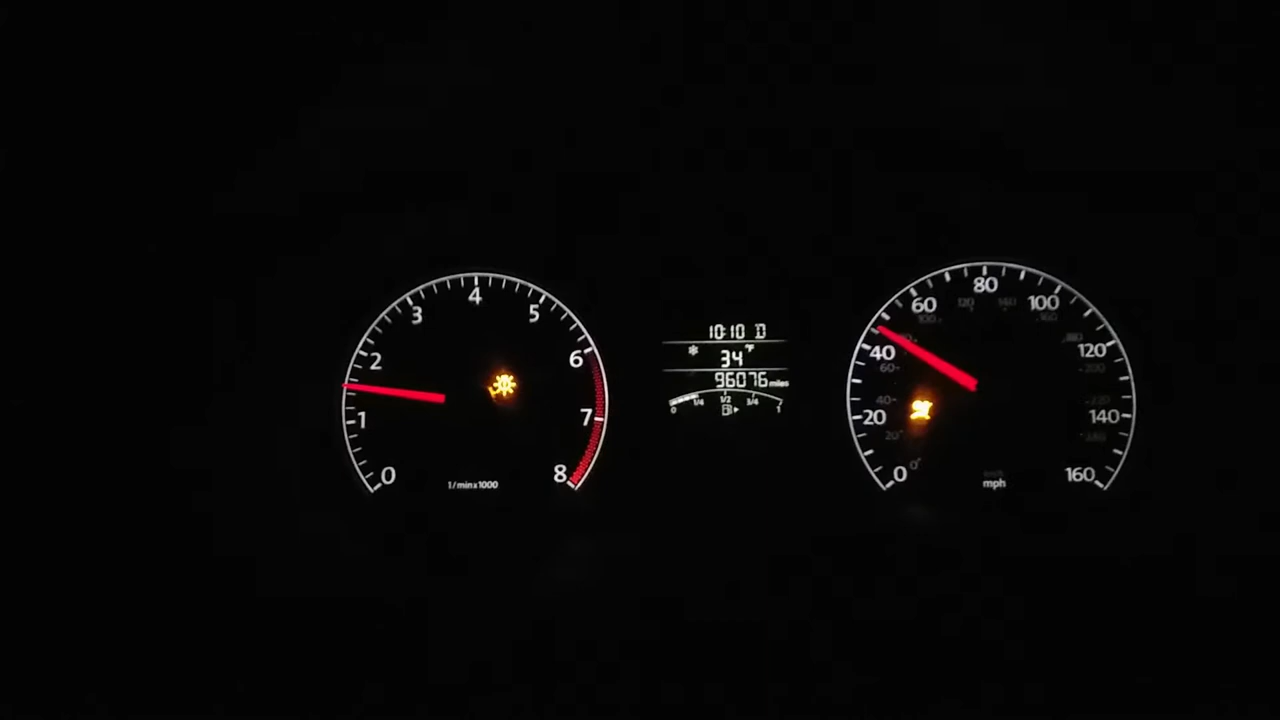 0 1 2 3 4 5 6 7 8
1/min x 1000
10:10 D
34°F
96076 miles
0 1/4 1/2 3/4 1
0 20 40 60 80 100 120 140 160
mph